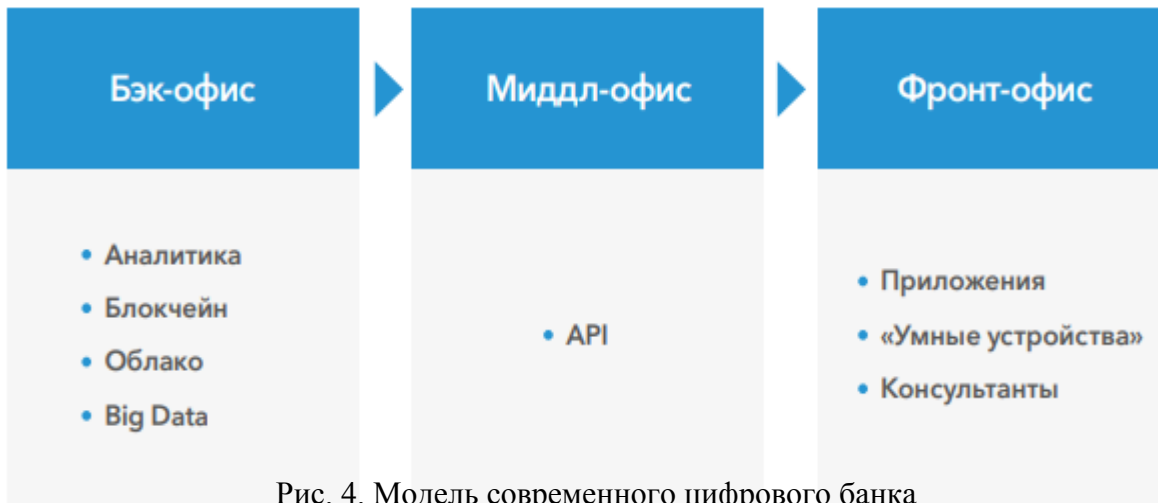 Бэк-офис
Миддл-офис
Фронт-офис
• Аналитика
• Блокчейн
• Облако
• Big Data
• API
• Приложения
• «Умные устройства»
• Консультанты
Рис. 4. Модель современного цифрового банка